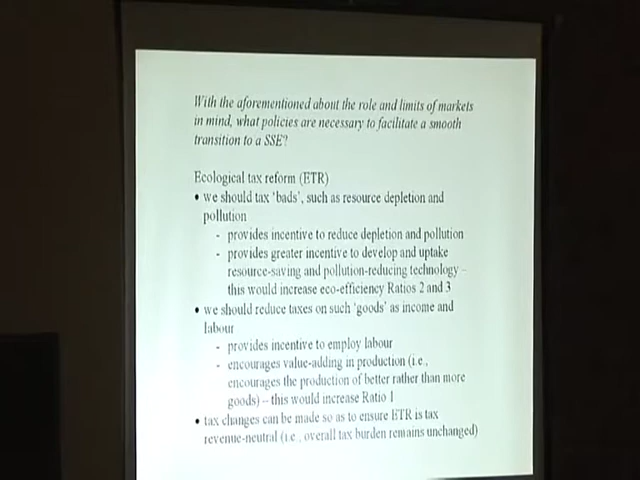 With the aforementioned about the role and limits of markets
in mind, what policies are necessary to facilitate a smooth
transition to a SSE?
Ecological tax reform (ETR)
• we should tax 'bads', such as resource depletion and
pollution
- provides incentive to reduce depletion and pollution
- provides greater incentive to develop and uptake
resource-saving and pollution-reducing technology –
this would increase eco-efficiency Ratios 2 and 3
• we should reduce taxes on such 'goods' as income and
labour
- provides incentive to employ labour
- encourages value-adding in production (i.e.,
encourages the production of better rather than more
goods) – this would increase Ratio 1
• tax changes can be made so as to ensure ETR is tax
revenue-neutral (i.e., overall tax burden remains unchanged)